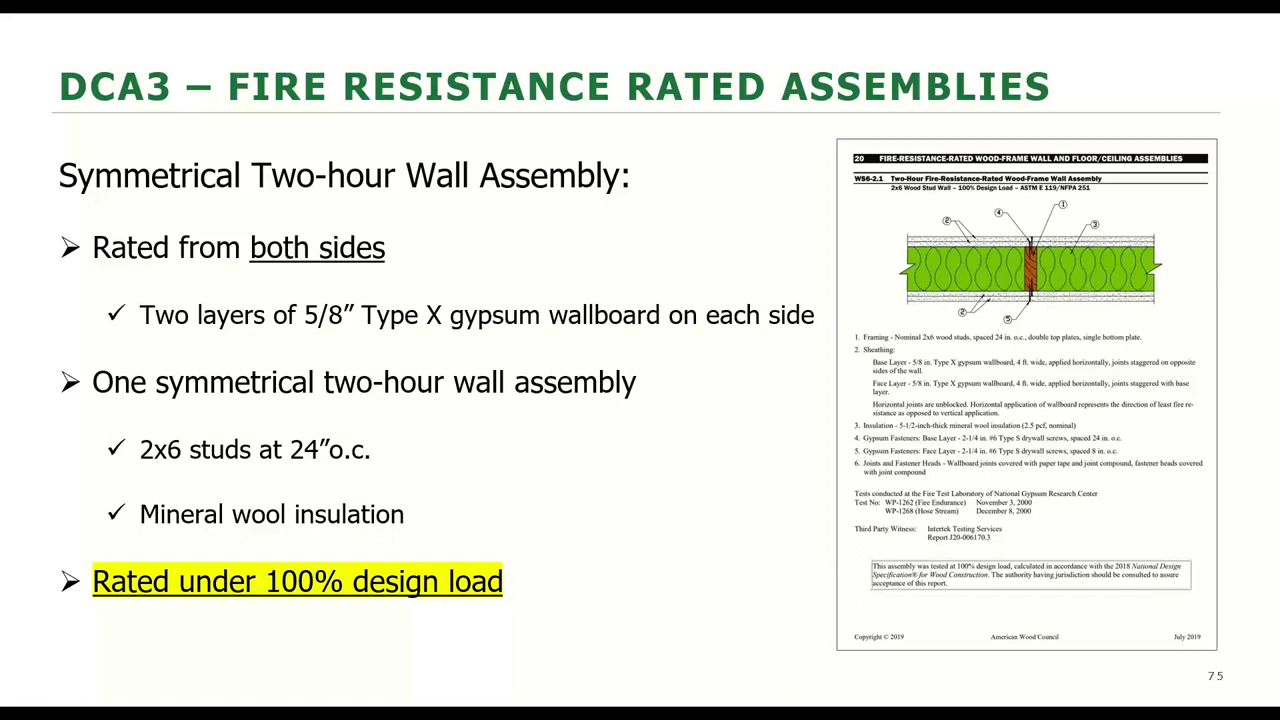 DCA3 – FIRE RESISTANCE RATED ASSEMBLIES
Symmetrical Two-hour Wall Assembly:
➢ Rated from both sides
✓ Two layers of 5/8” Type X gypsum wallboard on each side
➢ One symmetrical two-hour wall assembly
✓ 2x6 studs at 24”o.c.
✓ Mineral wool insulation
➢ Rated under 100% design load
20 FIRE-RESISTANCE-RATED WOOD-FRAME WALL AND FLOOR/CEILING ASSEMBLIES
WS6-2.1 Two-Hour Fire-Resistance-Rated Wood-Frame Wall Assembly
2x6 Wood Stud Wall – 100% Design Load – ASTM E 119/NFPA 251
1
4
2
3
2
5
1. Framing - Nominal 2x6 wood studs, spaced 24 in. o.c., double top plates, single bottom plate.
2. Sheathing:
Base Layer - 5/8 in. Type X gypsum wallboard, 4 ft. wide, applied horizontally, joints staggered on opposite
sides of the wall.
Face Layer - 5/8 in. Type X gypsum wallboard, 4 ft. wide, applied horizontally, joints staggered with base
layer.
Horizontal joints are unblocked. Horizontal application of wallboard represents the direction of least fire re-
sistance as opposed to vertical application.
3. Insulation - 5-1/2-inch-thick mineral wool insulation (2.5 pcf, nominal)
4. Gypsum Fasteners: Base Layer - 2-1/4 in. #6 Type S drywall screws, spaced 24 in. o.c.
5. Gypsum Fasteners: Face Layer - 2-1/4 in. #6 Type S drywall screws, spaced 8 in. o.c.
6. Joints and Fastener Heads - Wallboard joints covered with paper tape and joint compound, fastener heads covered
with joint compound
Tests conducted at the Fire Test Laboratory of National Gypsum Research Center
Test No: WP-1262 (Fire Endurance) November 3, 2000
WP-1268 (Hose Stream) December 8, 2000
Third Party Witness: Intertek Testing Services
Report J20-006170.3
This assembly was tested at 100% design load, calculated in accordance with the 2018 National Design
Specification® for Wood Construction. The authority having jurisdiction should be consulted to assure
acceptance of this report.
Copyright © 2019 American Wood Council July 2019
75